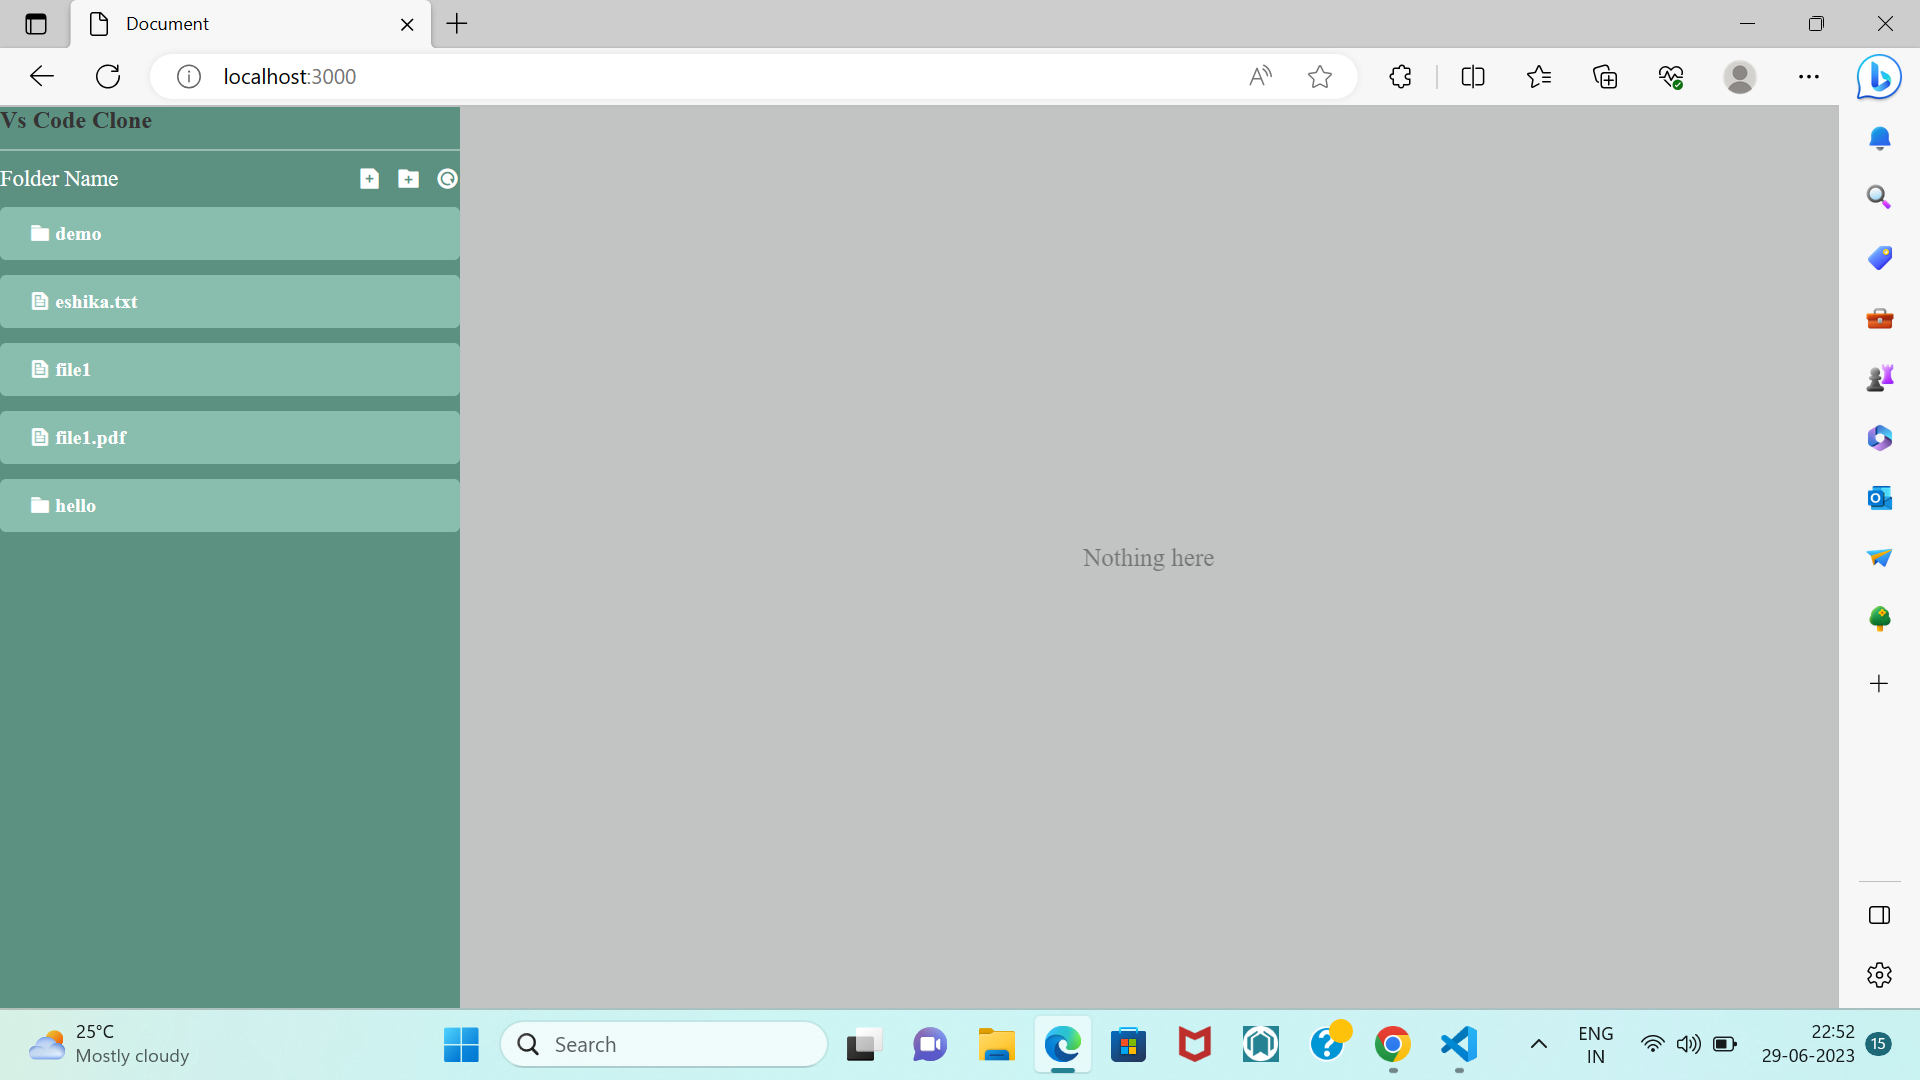 Document
localhost:3000
Vs Code Clone
Folder Name
demo
eshika.txt
file1
file1.pdf
hello
Nothing here
25°C
Mostly cloudy
Search
ENG
IN
22:52
29-06-2023
15